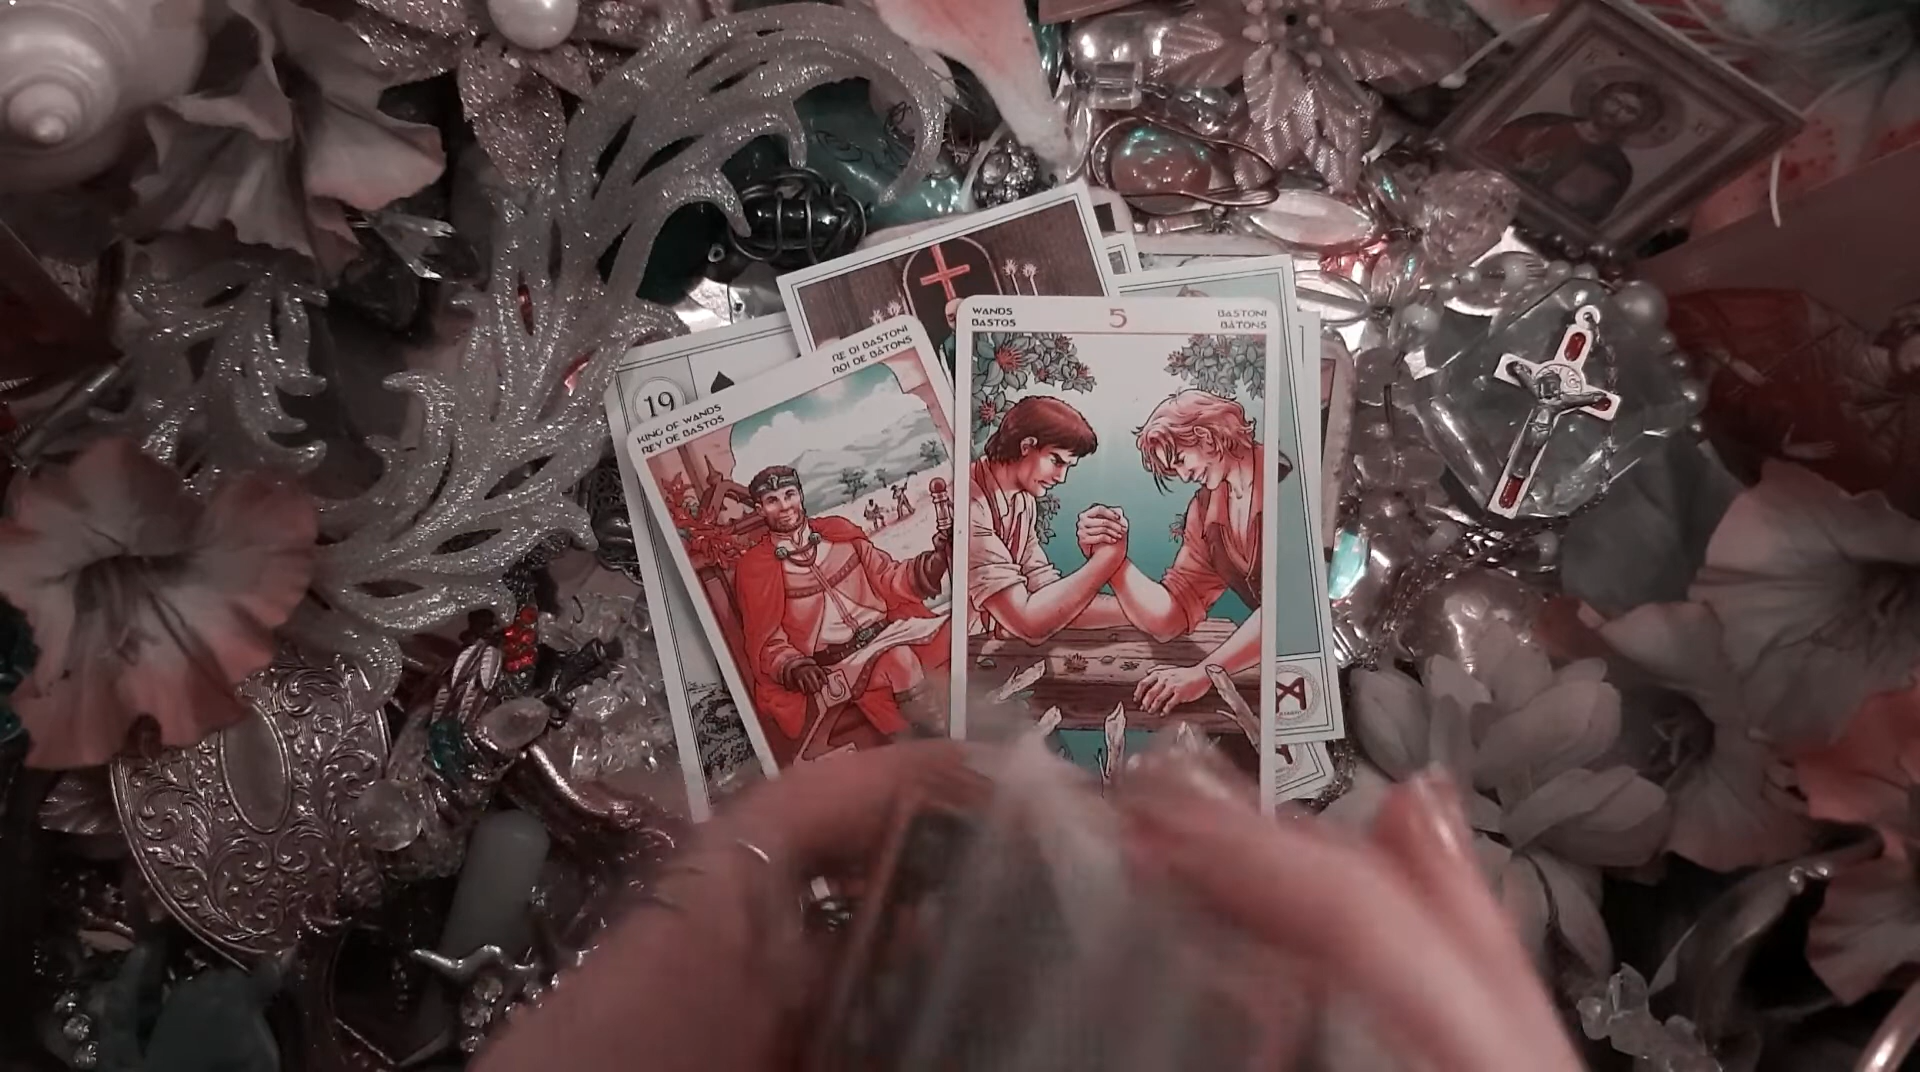 WANDS
BASTOS
5
BASTONI
BÂTONS
RE DI BASTONI
ROI DE BÂTONS
KING OF WANDS
REY DE BASTOS
19